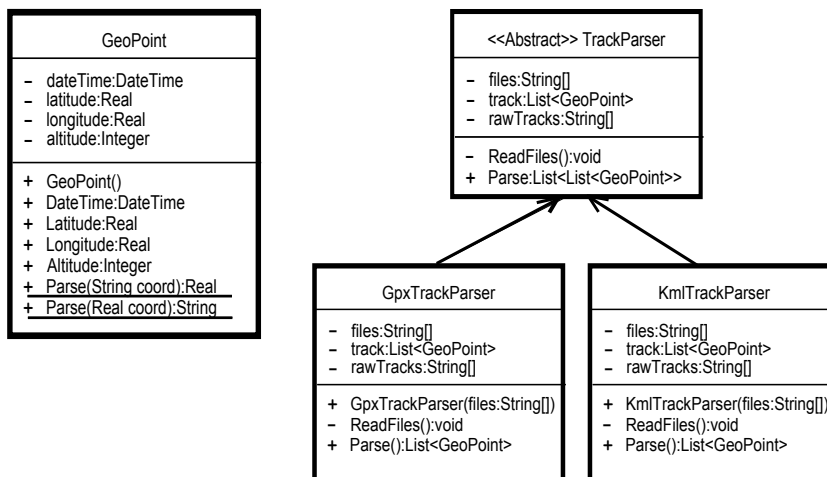 GeoPoint
- dateTime:DateTime
- latitude:Real
- longitude:Real
- altitude:Integer
+ GeoPoint()
+ DateTime:DateTime
+ Latitude:Real
+ Longitude:Real
+ Altitude:Integer
+ Parse(String coord):Real
+ Parse(Real coord):String
<<Abstract>> TrackParser
- files:String[]
- track:List<GeoPoint>
- rawTracks:String[]
- ReadFiles():void
+ Parse:List<List<GeoPoint>>
GpxTrackParser
- files:String[]
- track:List<GeoPoint>
- rawTracks:String[]
+ GpxTrackParser(files:String[])
- ReadFiles():void
+ Parse():List<GeoPoint>
KmlTrackParser
- files:String[]
- track:List<GeoPoint>
- rawTracks:String[]
+ KmlTrackParser(files:String[])
- ReadFiles():void
+ Parse():List<GeoPoint>